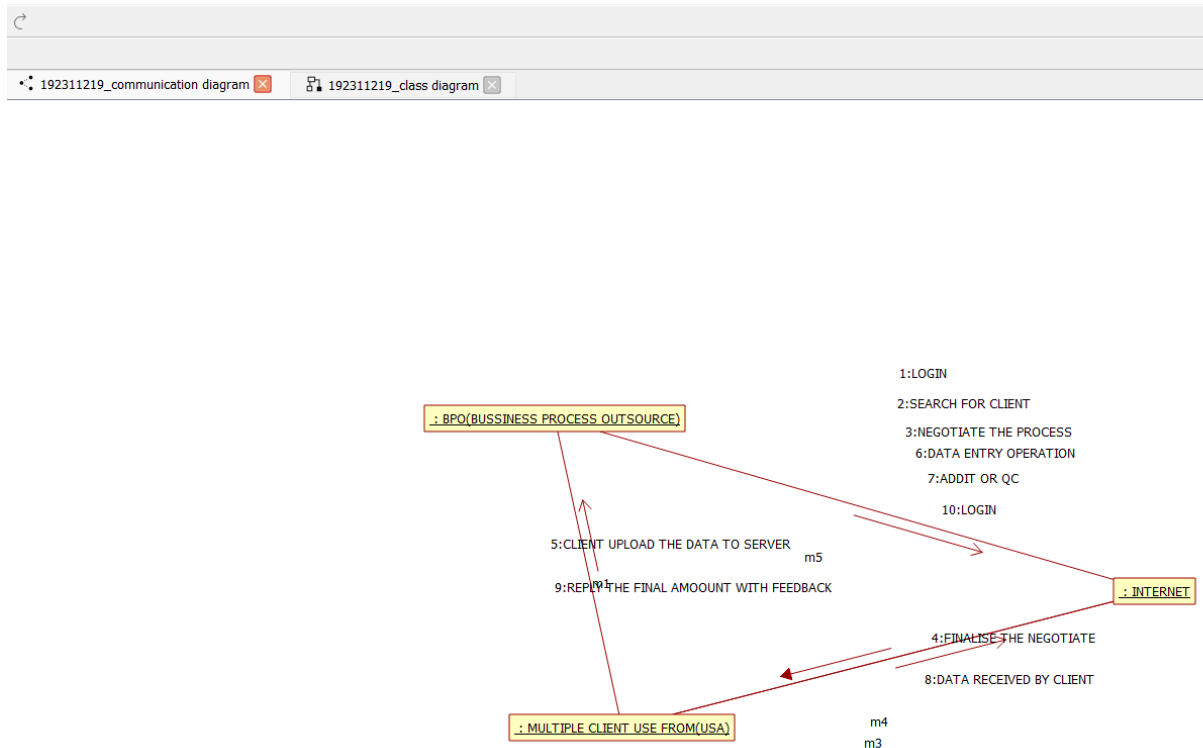 192311219_communication diagram
192311219_class diagram
1:LOGIN
2:SEARCH FOR CLIENT
: BPO(BUSSINESS PROCESS OUTSOURCE)
3:NEGOTIATE THE PROCESS
6:DATA ENTRY OPERATION
7:ADDIT OR QC
10:LOGIN
5:CLIENT UPLOAD THE DATA TO SERVER
m5
m1
9:REPLY THE FINAL AMOOUNT WITH FEEDBACK
: INTERNET
4:FINALISE THE NEGOTIATE
8:DATA RECEIVED BY CLIENT
: MULTIPLE CLIENT USE FROM(USA)
m4
m3